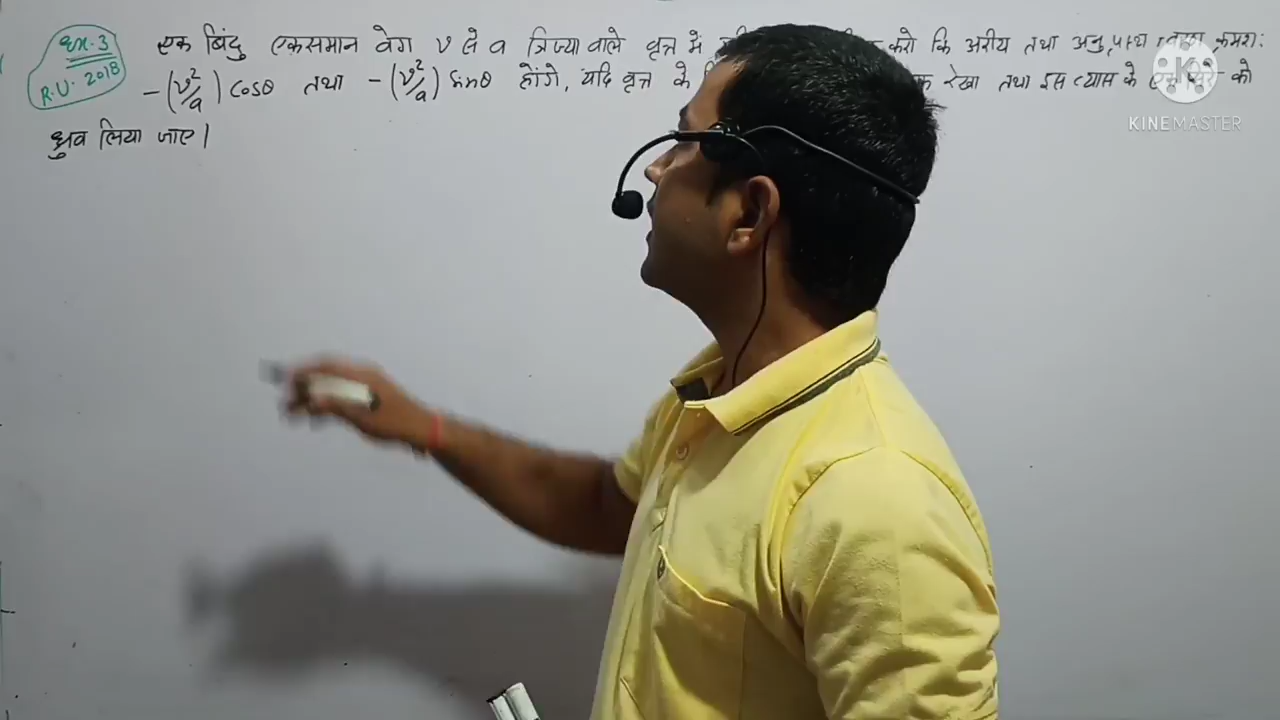 Ex. 3
R.U. 2018
एक बिंदु एकसमान वेग v से a त्रिज्या वाले वृत्त में करो कि अरीय तथा अनुप्रस्थ क्रमशः
-(v²/a) cosθ तथा -(v²/a) sinθ होंगे, यदि वृत्त के रेखा तथा इस व्यास के को
ध्रुव लिया जाए।
KINEMASTER